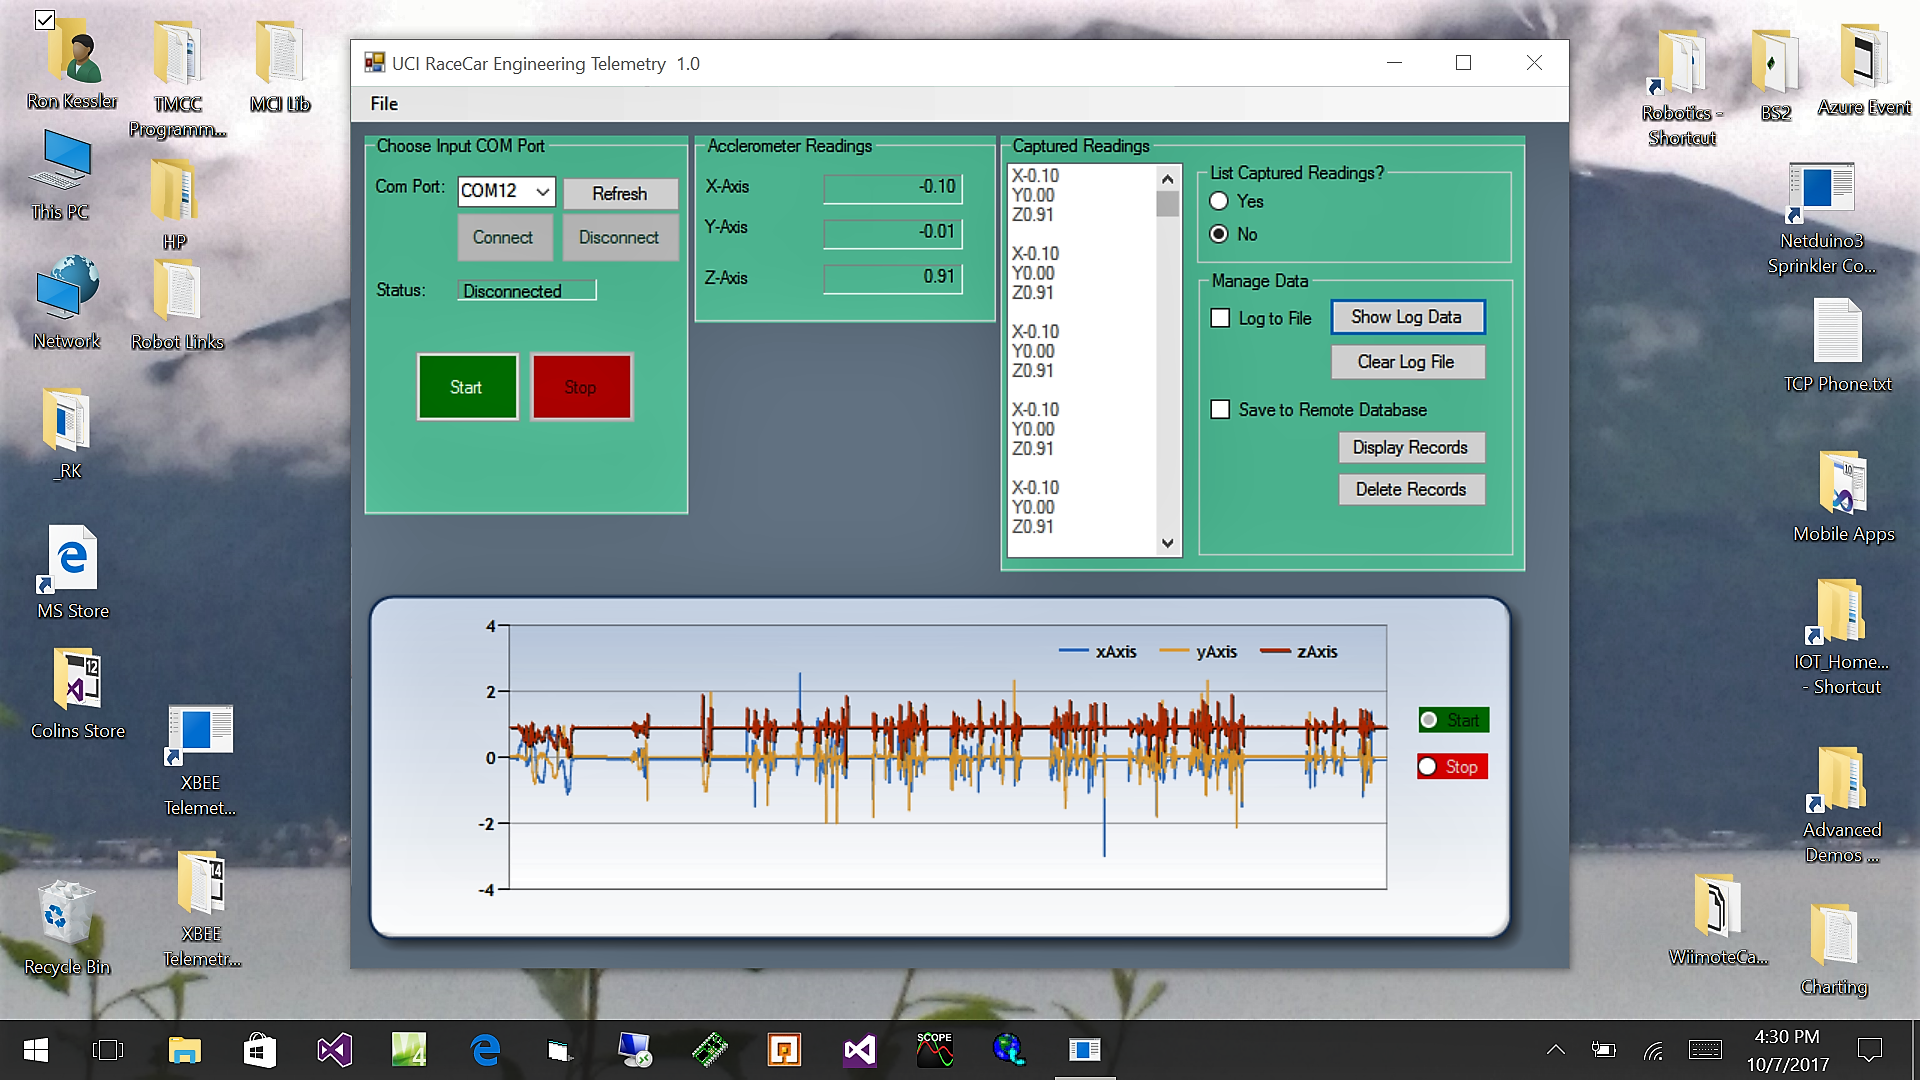 Ron Kessler
TMCC
Programm...
MCI Lib
This PC
HP
Network
Robot Links
_RK
MS Store
Colins Store
12
XBEE
Telemet...
14
XBEE
Telemetr...
Recycle Bin
UCI RaceCar Engineering Telemetry 1.0
File
Choose Input COM Port
Com Port:
COM12
Refresh
Connect
Disconnect
Status:
Disconnected
Start
Stop
Acclerometer Readings
X-Axis
-0.10
Y-Axis
-0.01
Z-Axis
0.91
Captured Readings
X-0.10
Y0.00
Z0.91
X-0.10
Y0.00
Z0.91
X-0.10
Y0.00
Z0.91
X-0.10
Y0.00
Z0.91
X-0.10
Y0.00
Z0.91
List Captured Readings?
Yes
No
Manage Data
Log to File
Show Log Data
Clear Log File
Save to Remote Database
Display Records
Delete Records
4
2
0
-2
-4
xAxis
yAxis
zAxis
Start
Stop
Robotics -
Shortcut
BS2
Azure Event
Netduino3
Sprinkler Co...
TCP Phone.txt
10
Mobile Apps
IOT_Home...
- Shortcut
Advanced
Demos ...
WiimoteCa...
Charting
4
SCOPE
4:30 PM
10/7/2017